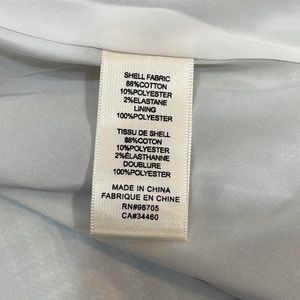 SHELL FABRIC
88%COTTON
10%POLYESTER
2%ELASTANE
LINING
100%POLYESTER
TISSU DE SHELL
88%COTON
10%POLYESTER
2%ÉLASTHANNE
DOUBLURE
100%POLYESTER
MADE IN CHINA
FABRIQUE EN CHINE
RN#96705
CA#34460